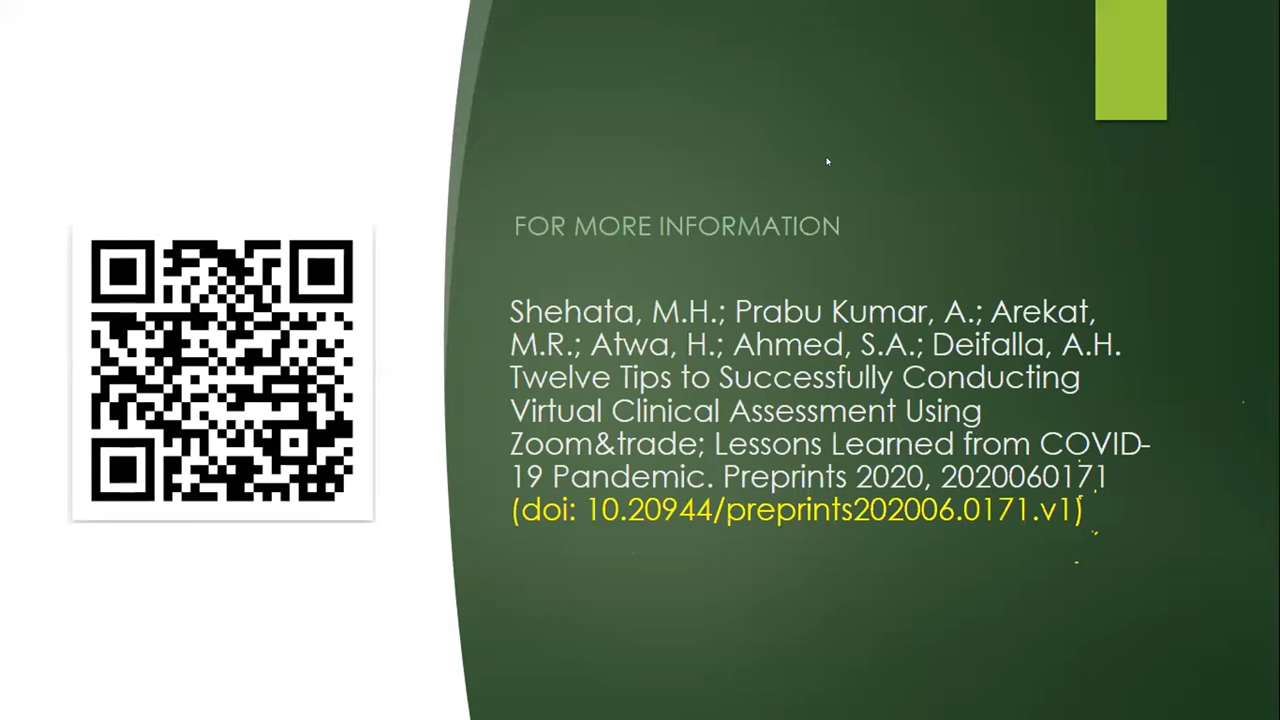 FOR MORE INFORMATION
Shehata, M.H.; Prabu Kumar, A.; Arekat,
M.R.; Atwa, H.; Ahmed, S.A.; Deifalla, A.H.
Twelve Tips to Successfully Conducting
Virtual Clinical Assessment Using
Zoom&trade; Lessons Learned from COVID-
19 Pandemic. Preprints 2020, 2020060171
(doi: 10.20944/preprints202006.0171.v1)